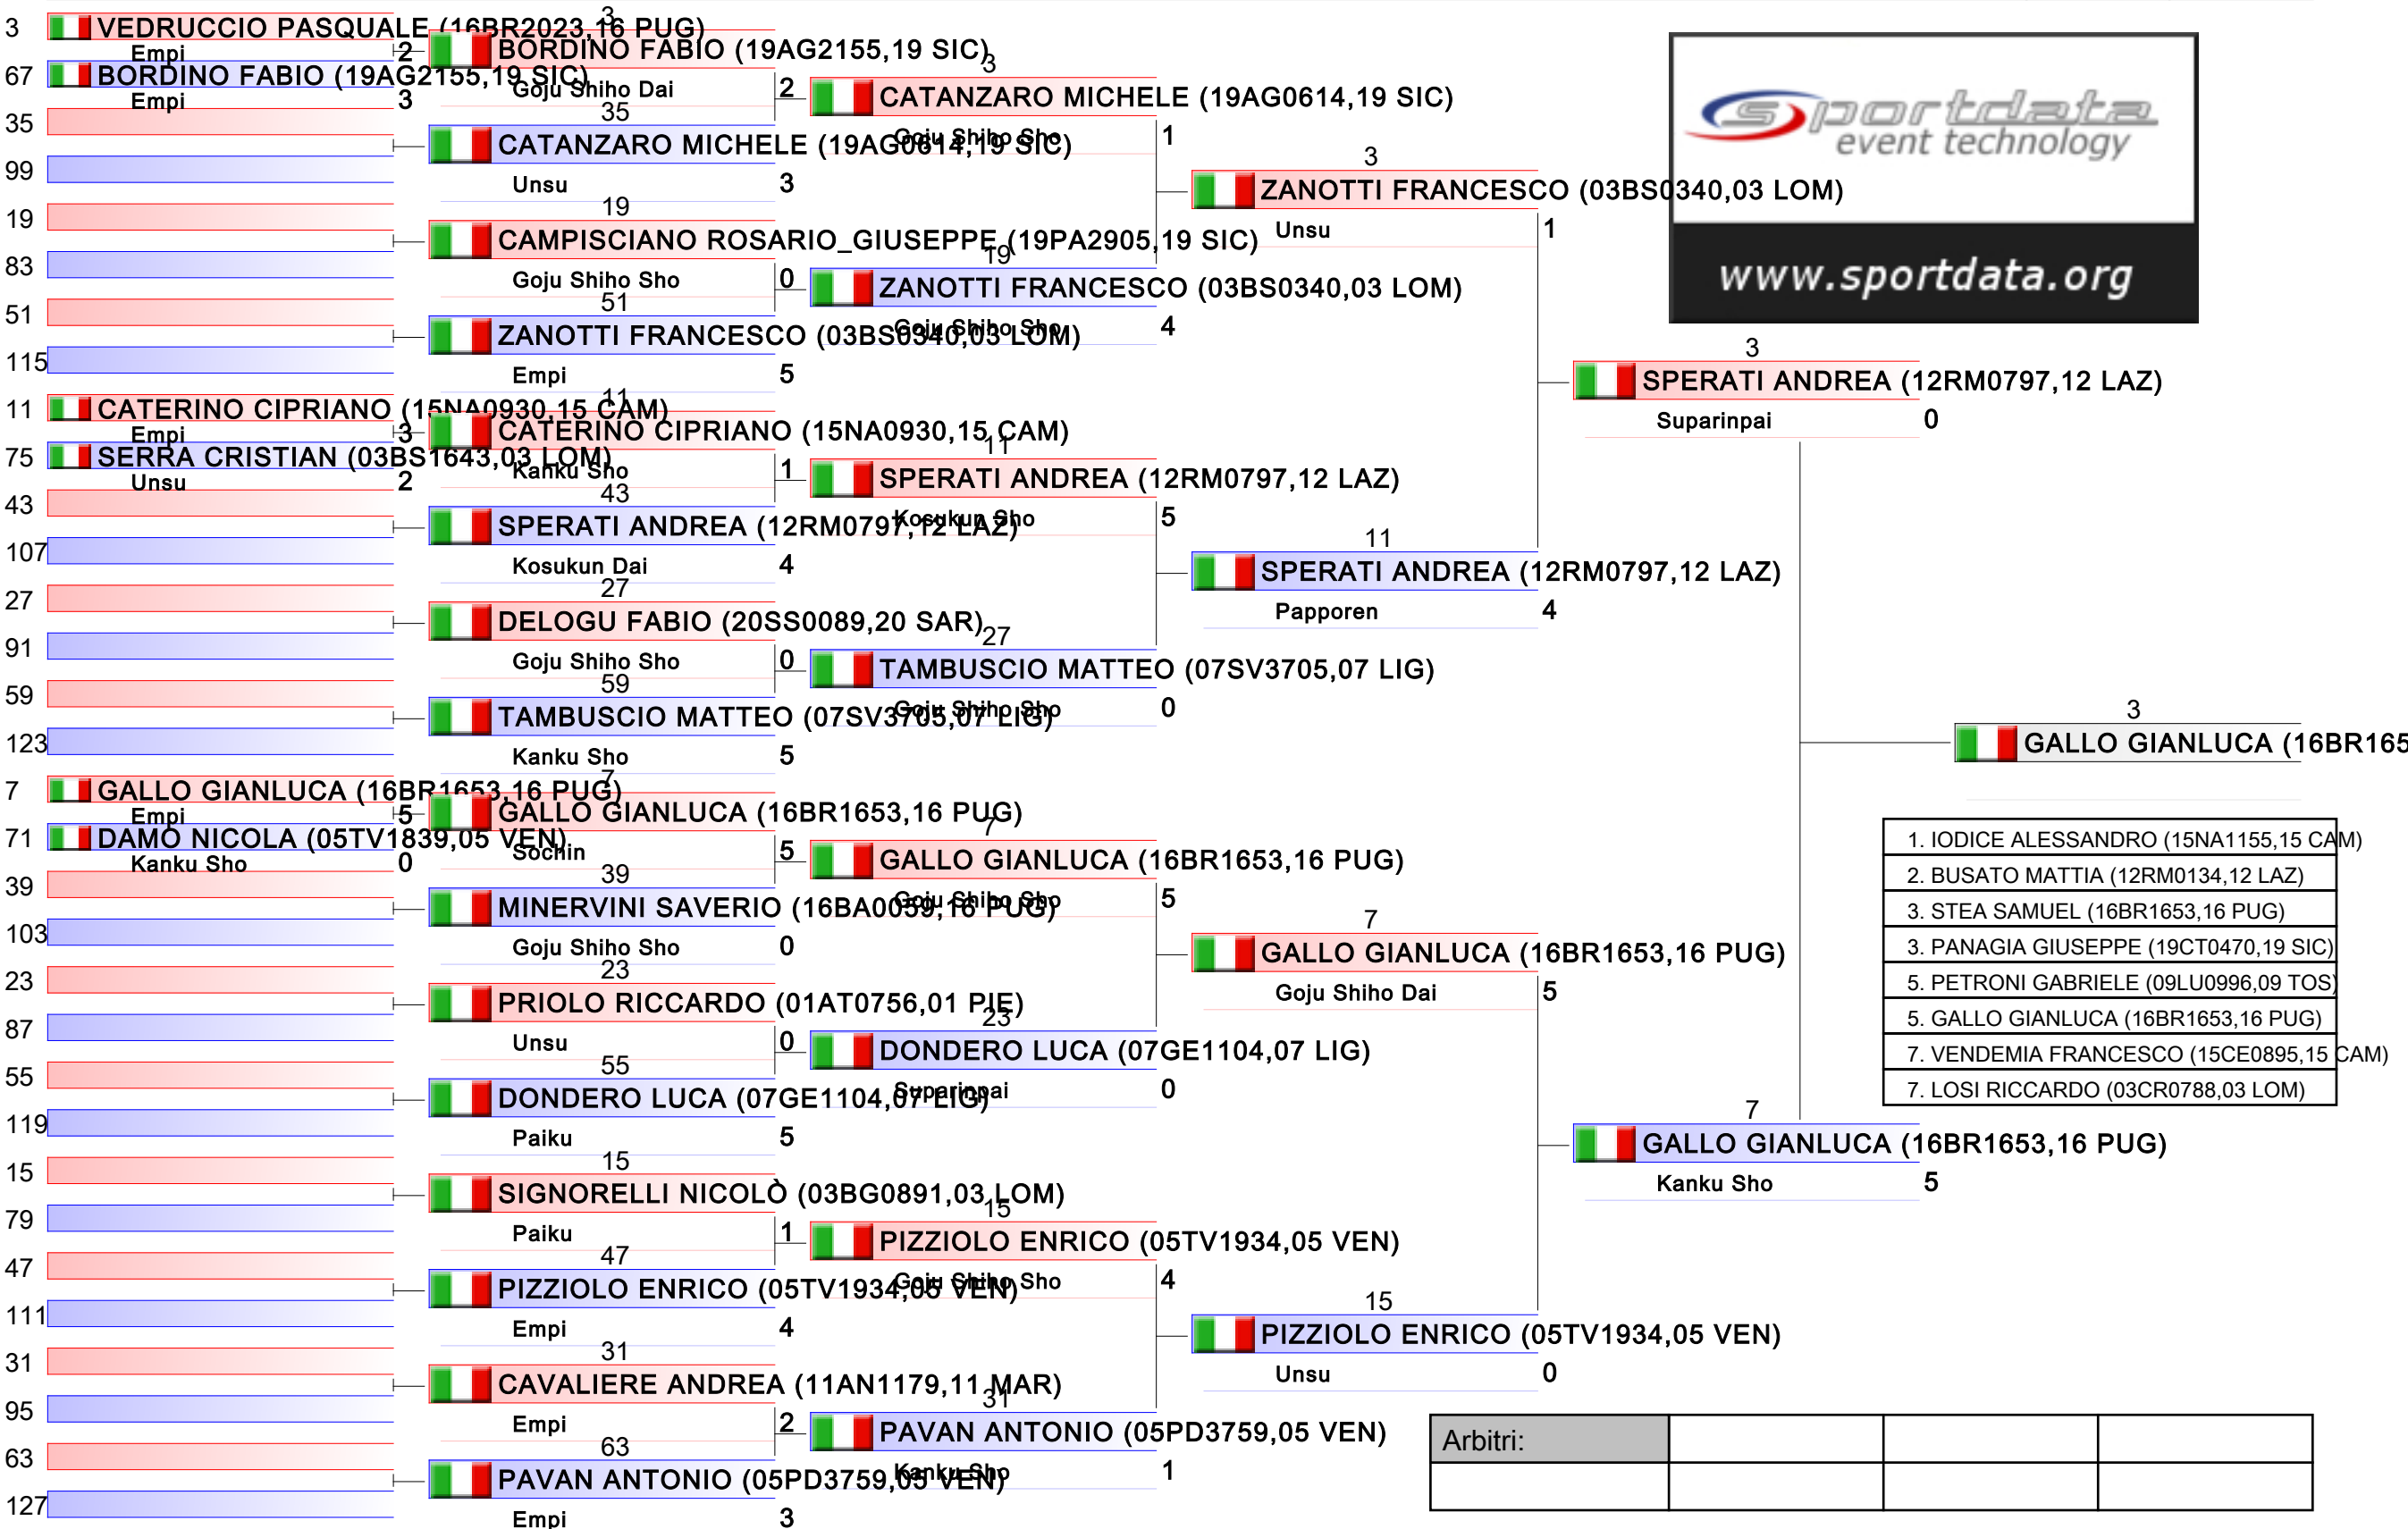 3
VEDRUCCIO PASQUALE (16BR2023,16 PUG)
Empi
2
67
BORDINO FABIO (19AG2155,19 SIC)
Empi
3
35
99
19
83
51
115
11
CATERINO CIPRIANO (15NA0930,15 CAM)
Empi
3
75
SERRA CRISTIAN (03BS1643,03 LOM)
Unsu
2
43
107
27
91
59
123
7
GALLO GIANLUCA (16BR1653,16 PUG)
Empi
5
71
DAMO NICOLA (05TV1839,05 VEN)
Kanku Sho
0
39
103
23
87
55
119
15
79
47
111
31
95
63
127
3
BORDINO FABIO (19AG2155,19 SIC)
Goju Shiho Dai
2
35
CATANZARO MICHELE (19AG0614,19 SIC)
Unsu
3
19
CAMPISCIANO ROSARIO_GIUSEPPE (19PA2905,19 SIC)
Goju Shiho Sho
0
51
ZANOTTI FRANCESCO (03BS0340,03 LOM)
Empi
5
11
CATERINO CIPRIANO (15NA0930,15 CAM)
Kanku Sho
1
43
SPERATI ANDREA (12RM0797,12 LAZ)
Kosukun Dai
4
27
DELOGU FABIO (20SS0089,20 SAR)
Goju Shiho Sho
0
59
TAMBUSCIO MATTEO (07SV3705,07 LIG)
Kanku Sho
5
7
GALLO GIANLUCA (16BR1653,16 PUG)
Sochin
5
39
MINERVINI SAVERIO (16BA0059,16 PUG)
Goju Shiho Sho
0
23
PRIOLO RICCARDO (01AT0756,01 PIE)
Unsu
0
55
DONDERO LUCA (07GE1104,07 LIG)
Paiku
5
15
SIGNORELLI NICOLÒ (03BG0891,03 LOM)
Paiku
1
47
PIZZIOLO ENRICO (05TV1934,05 VEN)
Empi
4
31
CAVALIERE ANDREA (11AN1179,11 MAR)
Empi
2
63
PAVAN ANTONIO (05PD3759,05 VEN)
Empi
3
3
CATANZARO MICHELE (19AG0614,19 SIC)
Goju Shiho Sho
1
19
ZANOTTI FRANCESCO (03BS0340,03 LOM)
Goju Shiho Sho
4
11
SPERATI ANDREA (12RM0797,12 LAZ)
Kosukun Sho
5
27
TAMBUSCIO MATTEO (07SV3705,07 LIG)
Goju Shiho Sho
0
7
GALLO GIANLUCA (16BR1653,16 PUG)
Goju Shiho Sho
5
23
DONDERO LUCA (07GE1104,07 LIG)
Suparinpai
0
15
PIZZIOLO ENRICO (05TV1934,05 VEN)
Goju Shiho Sho
4
31
PAVAN ANTONIO (05PD3759,05 VEN)
Kanku Sho
1
3
ZANOTTI FRANCESCO (03BS0340,03 LOM)
Unsu
1
11
SPERATI ANDREA (12RM0797,12 LAZ)
Papporen
4
7
GALLO GIANLUCA (16BR1653,16 PUG)
Goju Shiho Dai
5
15
PIZZIOLO ENRICO (05TV1934,05 VEN)
Unsu
0
sportdata
event technology
www.sportdata.org
3
SPERATI ANDREA (12RM0797,12 LAZ)
Suparinpai
0
7
GALLO GIANLUCA (16BR1653,16 PUG)
Kanku Sho
5
3
GALLO GIANLUCA (16BR165
1. IODICE ALESSANDRO (15NA1155,15 CAM)
2. BUSATO MATTIA (12RM0134,12 LAZ)
3. STEA SAMUEL (16BR1653,16 PUG)
3. PANAGIA GIUSEPPE (19CT0470,19 SIC)
5. PETRONI GABRIELE (09LU0996,09 TOS)
5. GALLO GIANLUCA (16BR1653,16 PUG)
7. VENDEMIA FRANCESCO (15CE0895,15 CAM)
7. LOSI RICCARDO (03CR0788,03 LOM)
Arbitri: